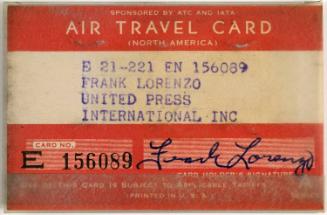 SPONSORED BY ATC AND IATA
AIR TRAVEL CARD
(NORTH AMERICA)
E 21-221 EN 156089
FRANK LORENZO
UNITED PRESS
INTERNATIONAL INC
CARD NO.
E 156089 Frank Lorenzo
CARD HOLDER'S SIGNATURE
USE OF THIS CARD IS SUBJECT TO APPLICABLE TARIFFS
PRINTED IN U.S.A.
A